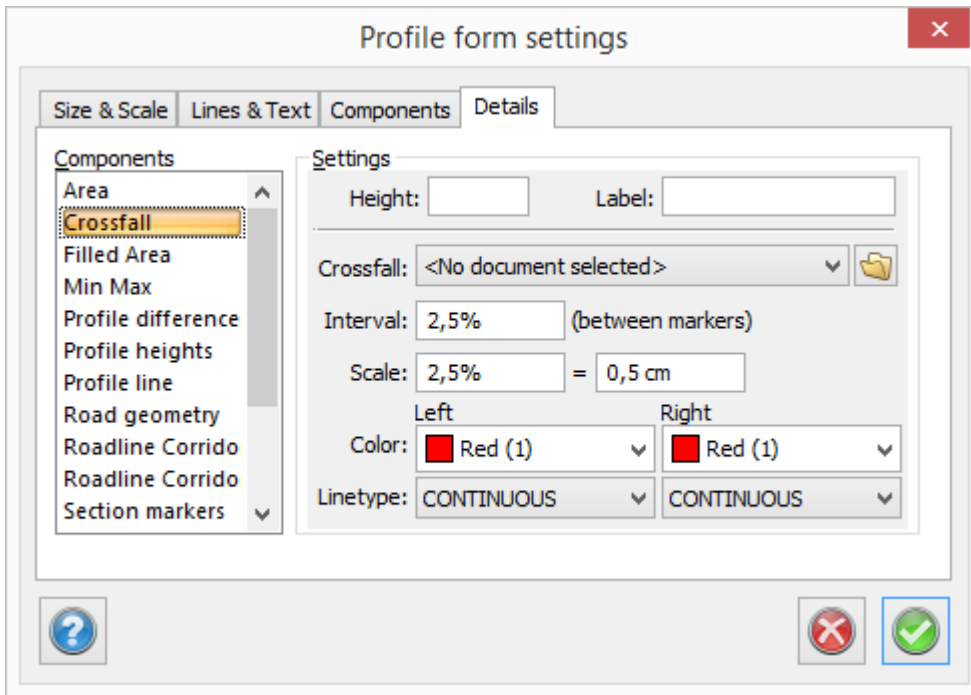 Profile form settings
Size & Scale Lines & Text Components Details
Components
Area
Crossfall
Filled Area
Min Max
Profile difference
Profile heights
Profile line
Road geometry
Roadline Corrido
Roadline Corrido
Section markers
Settings
Height: Label:
Crossfall: <No document selected>
Interval: 2,5% (between markers)
Scale: 2,5% = 0,5 cm
Left Right
Color: Red (1) Red (1)
Linetype: CONTINUOUS CONTINUOUS